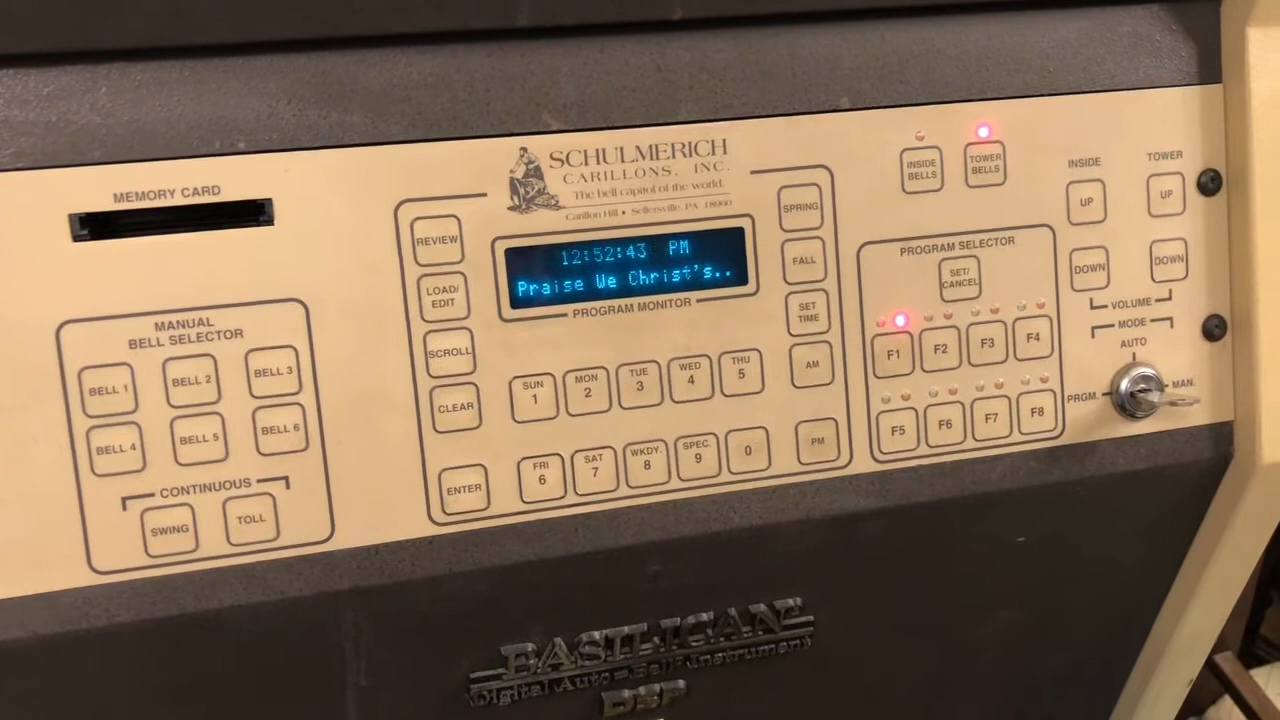 MEMORY CARD
SCHULMERICH
CARILLONS, INC.
The bell capitol of the world.
Carillon Hill • Sellersville, PA 18960
12:52:43 PM
Praise We Christ's..
PROGRAM MONITOR
REVIEW
LOAD/
EDIT
SCROLL
CLEAR
ENTER
SPRING
FALL
SET
TIME
AM
PM
SUN
1
MON
2
TUE
3
WED
4
THU
5
FRI
6
SAT
7
WKDY.
8
SPEC.
9
0
MANUAL
BELL SELECTOR
BELL 1
BELL 2
BELL 3
BELL 4
BELL 5
BELL 6
CONTINUOUS
SWING
TOLL
INSIDE
BELLS
TOWER
BELLS
PROGRAM SELECTOR
SET/
CANCEL
F1
F2
F3
F4
F5
F6
F7
F8
INSIDE
TOWER
UP
UP
DOWN
DOWN
VOLUME
MODE
AUTO
PRGM.
MAN.
BASILICAN
Digital Auto-Bell Instrument
DBP